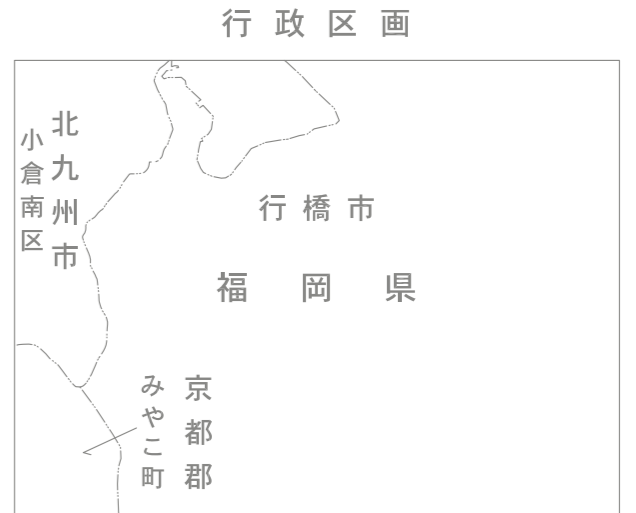 行政区画
北九州市
小倉南区
行橋市
福岡県
京都郡
みやこ町